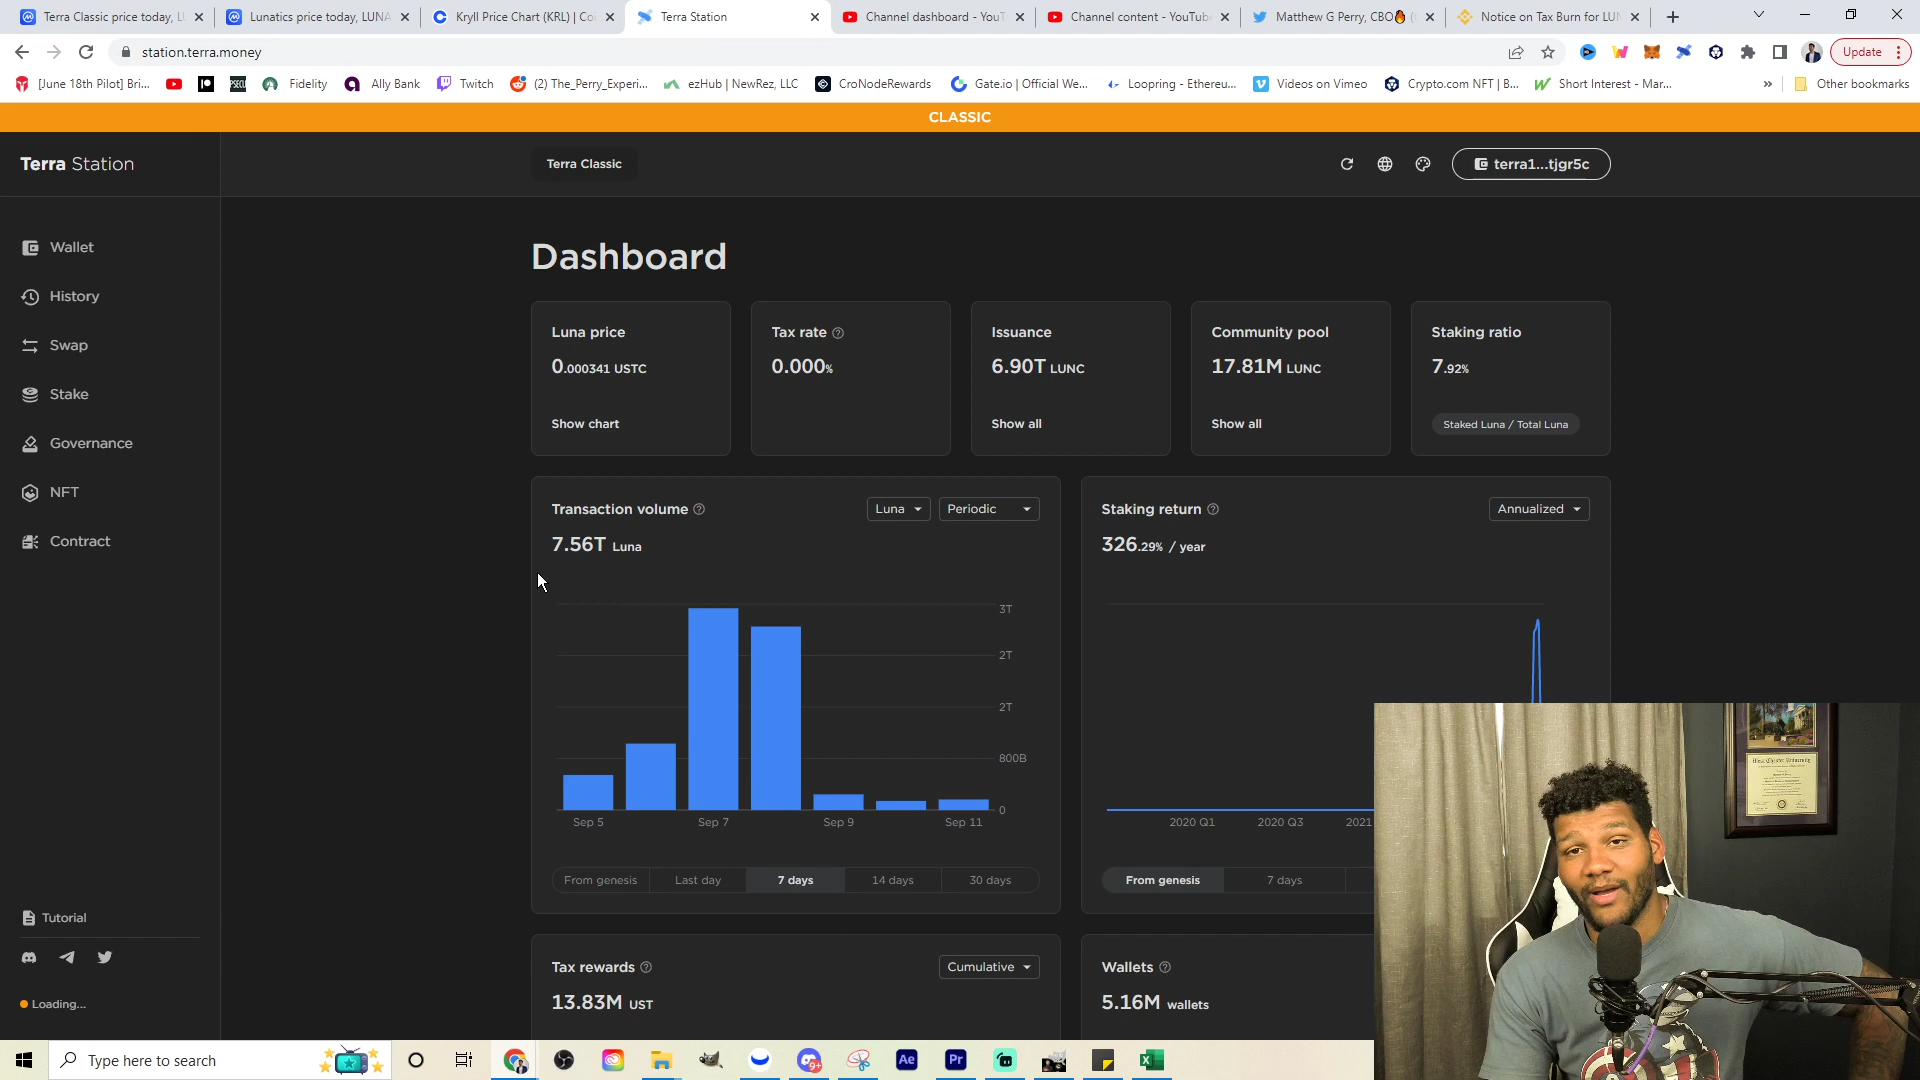 Terra Classic price today, LU
Lunatics price today, LUNA
Kryll Price Chart (KRL) | Coi
Terra Station
Channel dashboard - YouT
Channel content - YouTube
Matthew G Perry, CBO🔥 (
Notice on Tax Burn for LUN
station.terra.money
Update
[June 18th Pilot] Bri...
Fidelity
Ally Bank
Twitch
(2) The_Perry_Experi...
ezHub | NewRez, LLC
CroNodeRewards
Gate.io | Official We...
Loopring - Ethereu...
Videos on Vimeo
Crypto.com NFT | B...
Short Interest - Mar...
»
Other bookmarks
CLASSIC
Terra Station
Terra Classic
terra1...tjgr5c
Wallet
History
Swap
Stake
Governance
NFT
Contract
Tutorial
Loading...
Dashboard
Luna price
0.000341 USTC
Show chart
Tax rate
0.000%
Issuance
6.90T LUNC
Show all
Community pool
17.81M LUNC
Show all
Staking ratio
7.92%
Staked Luna / Total Luna
Transaction volume
Luna
Periodic
7.56T Luna
3T
2T
2T
800B
0
Sep 5
Sep 7
Sep 9
Sep 11
From genesis
Last day
7 days
14 days
30 days
Staking return
Annualized
326.29% / year
2020 Q1
2020 Q3
2021
From genesis
7 days
Tax rewards
Cumulative
13.83M UST
Wallets
5.16M wallets
Type here to search
Ae
Pr